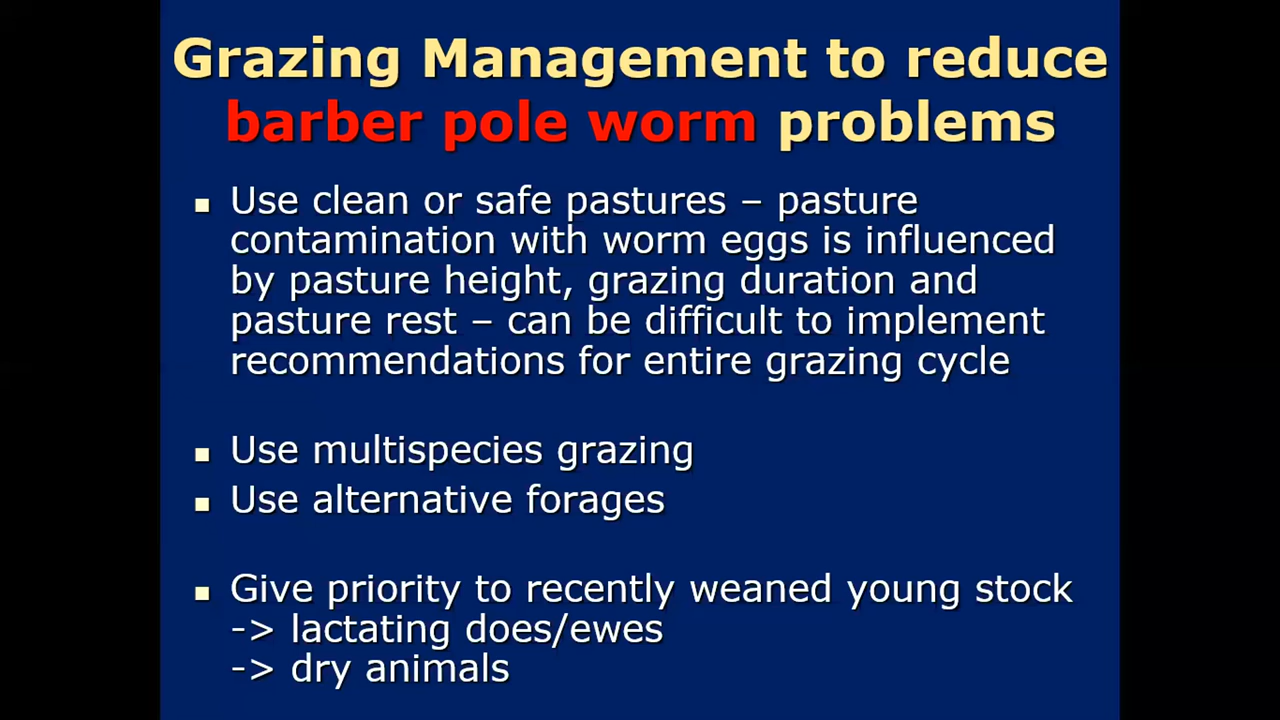 Grazing Management to reduce
barber pole worm problems
Use clean or safe pastures – pasture
contamination with worm eggs is influenced
by pasture height, grazing duration and
pasture rest – can be difficult to implement
recommendations for entire grazing cycle
Use multispecies grazing
Use alternative forages
Give priority to recently weaned young stock
-> lactating does/ewes
-> dry animals